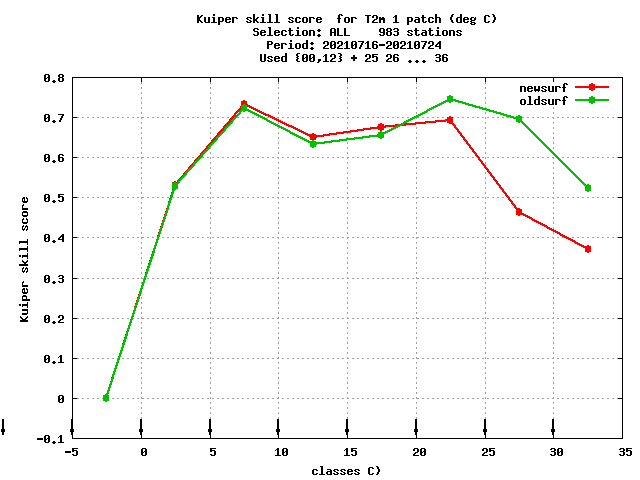 Kuiper skill score  for T2m 1 patch (deg C)
Selection: ALL    983 stations
Period: 20210716-20210724
Used {00,12} + 25 26 ... 36
newsurf
oldsurf
Kuiper skill score
0.8
0.7
0.6
0.5
0.4
0.3
0.2
0.1
0
-0.1
-5 0 5 10 15 20 25 30 35
classes C)